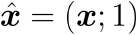 x̂ = (x; 1)